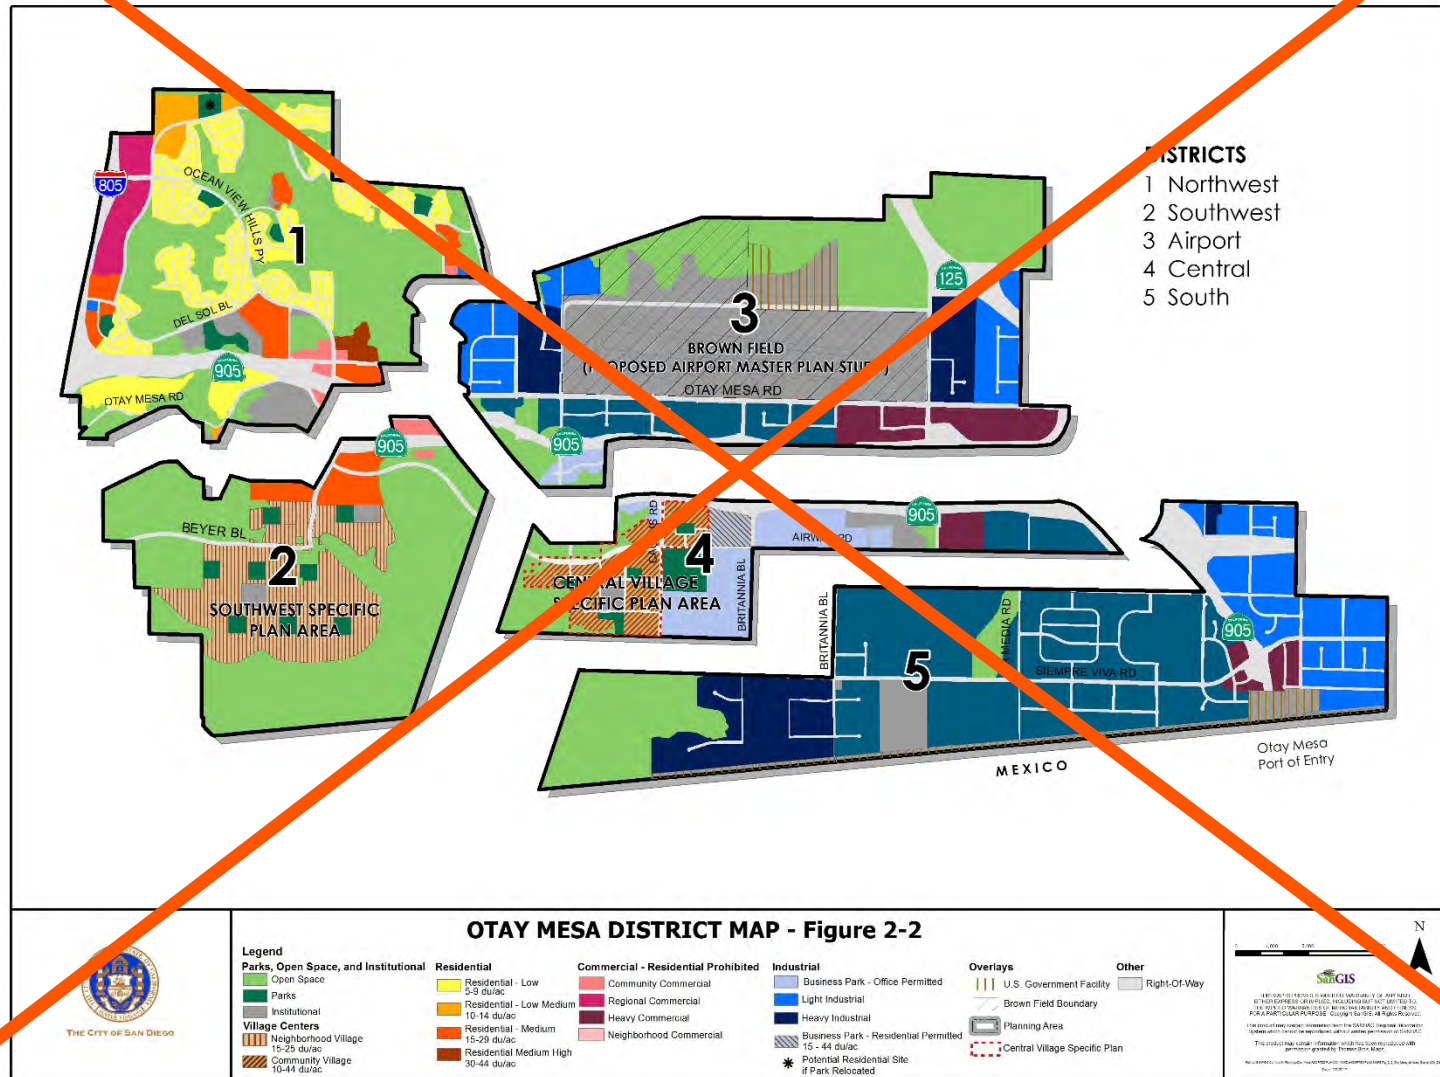 DISTRICTS
1 Northwest
2 Southwest
3 Airport
4 Central
5 South
805
OCEAN VIEW HILLS PY
1
DEL SOL BL
905
OTAY MESA RD
125
3
BROWN FIELD
(PROPOSED AIRPORT MASTER PLAN STUDY)
OTAY MESA RD
905
905
BEYER BL
2
SOUTHWEST SPECIFIC
PLAN AREA
905
AIRWAY RD
4
CENTRAL VILLAGE
SPECIFIC PLAN AREA
BRITANNIA BL
BRITANNIA BL
MEDIA RD
905
5
SIEMPRE VIVA RD
MEXICO
Otay Mesa
Port of Entry
THE CITY OF SAN DIEGO
OTAY MESA DISTRICT MAP - Figure 2-2
Legend
Parks, Open Space, and Institutional
Open Space
Parks
Institutional
Village Centers
Neighborhood Village
15-25 du/ac
Community Village
10-44 du/ac
Residential
Residential - Low
5-9 du/ac
Residential - Low Medium
10-14 du/ac
Residential - Medium
15-29 du/ac
Residential Medium High
30-44 du/ac
Commercial - Residential Prohibited
Community Commercial
Regional Commercial
Heavy Commercial
Neighborhood Commercial
Industrial
Business Park - Office Permitted
Light Industrial
Heavy Industrial
Business Park - Residential Permitted
15 - 44 du/ac
Potential Residential Site
if Park Relocated
Overlays
U.S. Government Facility
Brown Field Boundary
Planning Area
Central Village Specific Plan
Other
Right-Of-Way
N
SanGIS